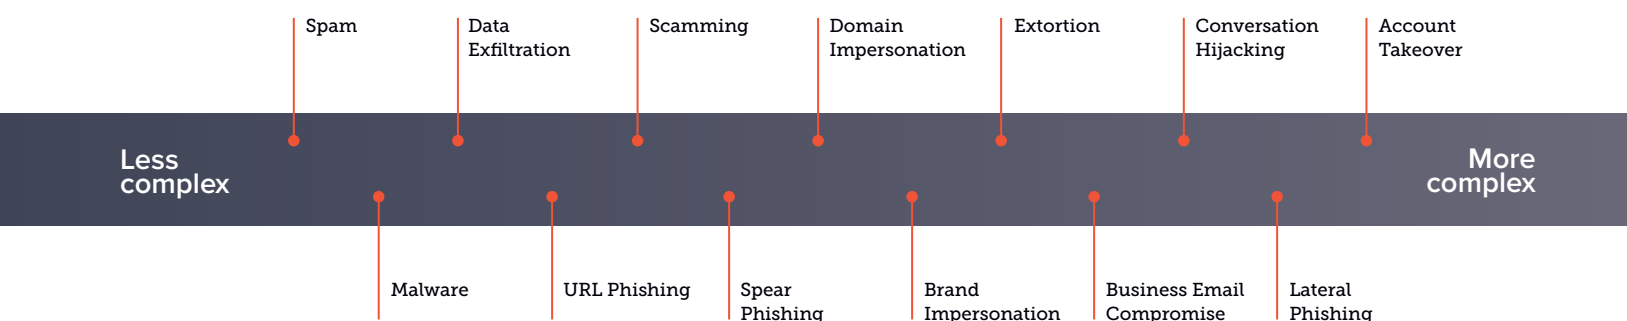 Spam
Data
Exfiltration
Scamming
Domain
Impersonation
Extortion
Conversation
Hijacking
Account
Takeover
Less
complex
More
complex
Malware
URL Phishing
Spear
Phishing
Brand
Impersonation
Business Email
Compromise
Lateral
Phishing